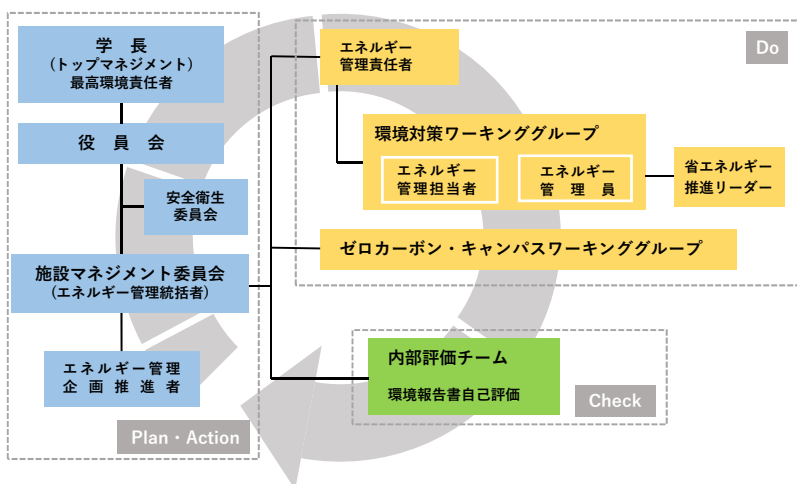 学　長
(トップマネジメント)
最高環境責任者
役　員　会
安全衛生
委員会
施設マネジメント委員会
(エネルギー管理統括者)
エネルギー管理
企 画 推 進 者
Plan・Action
エネルギー
管理責任者
Do
環境対策ワーキンググループ
エネルギー
管理担当者
エネルギー
管　理　員
省エネルギー
推進リーダー
ゼロカーボン・キャンパスワーキンググループ
内部評価チーム
環境報告書自己評価
Check